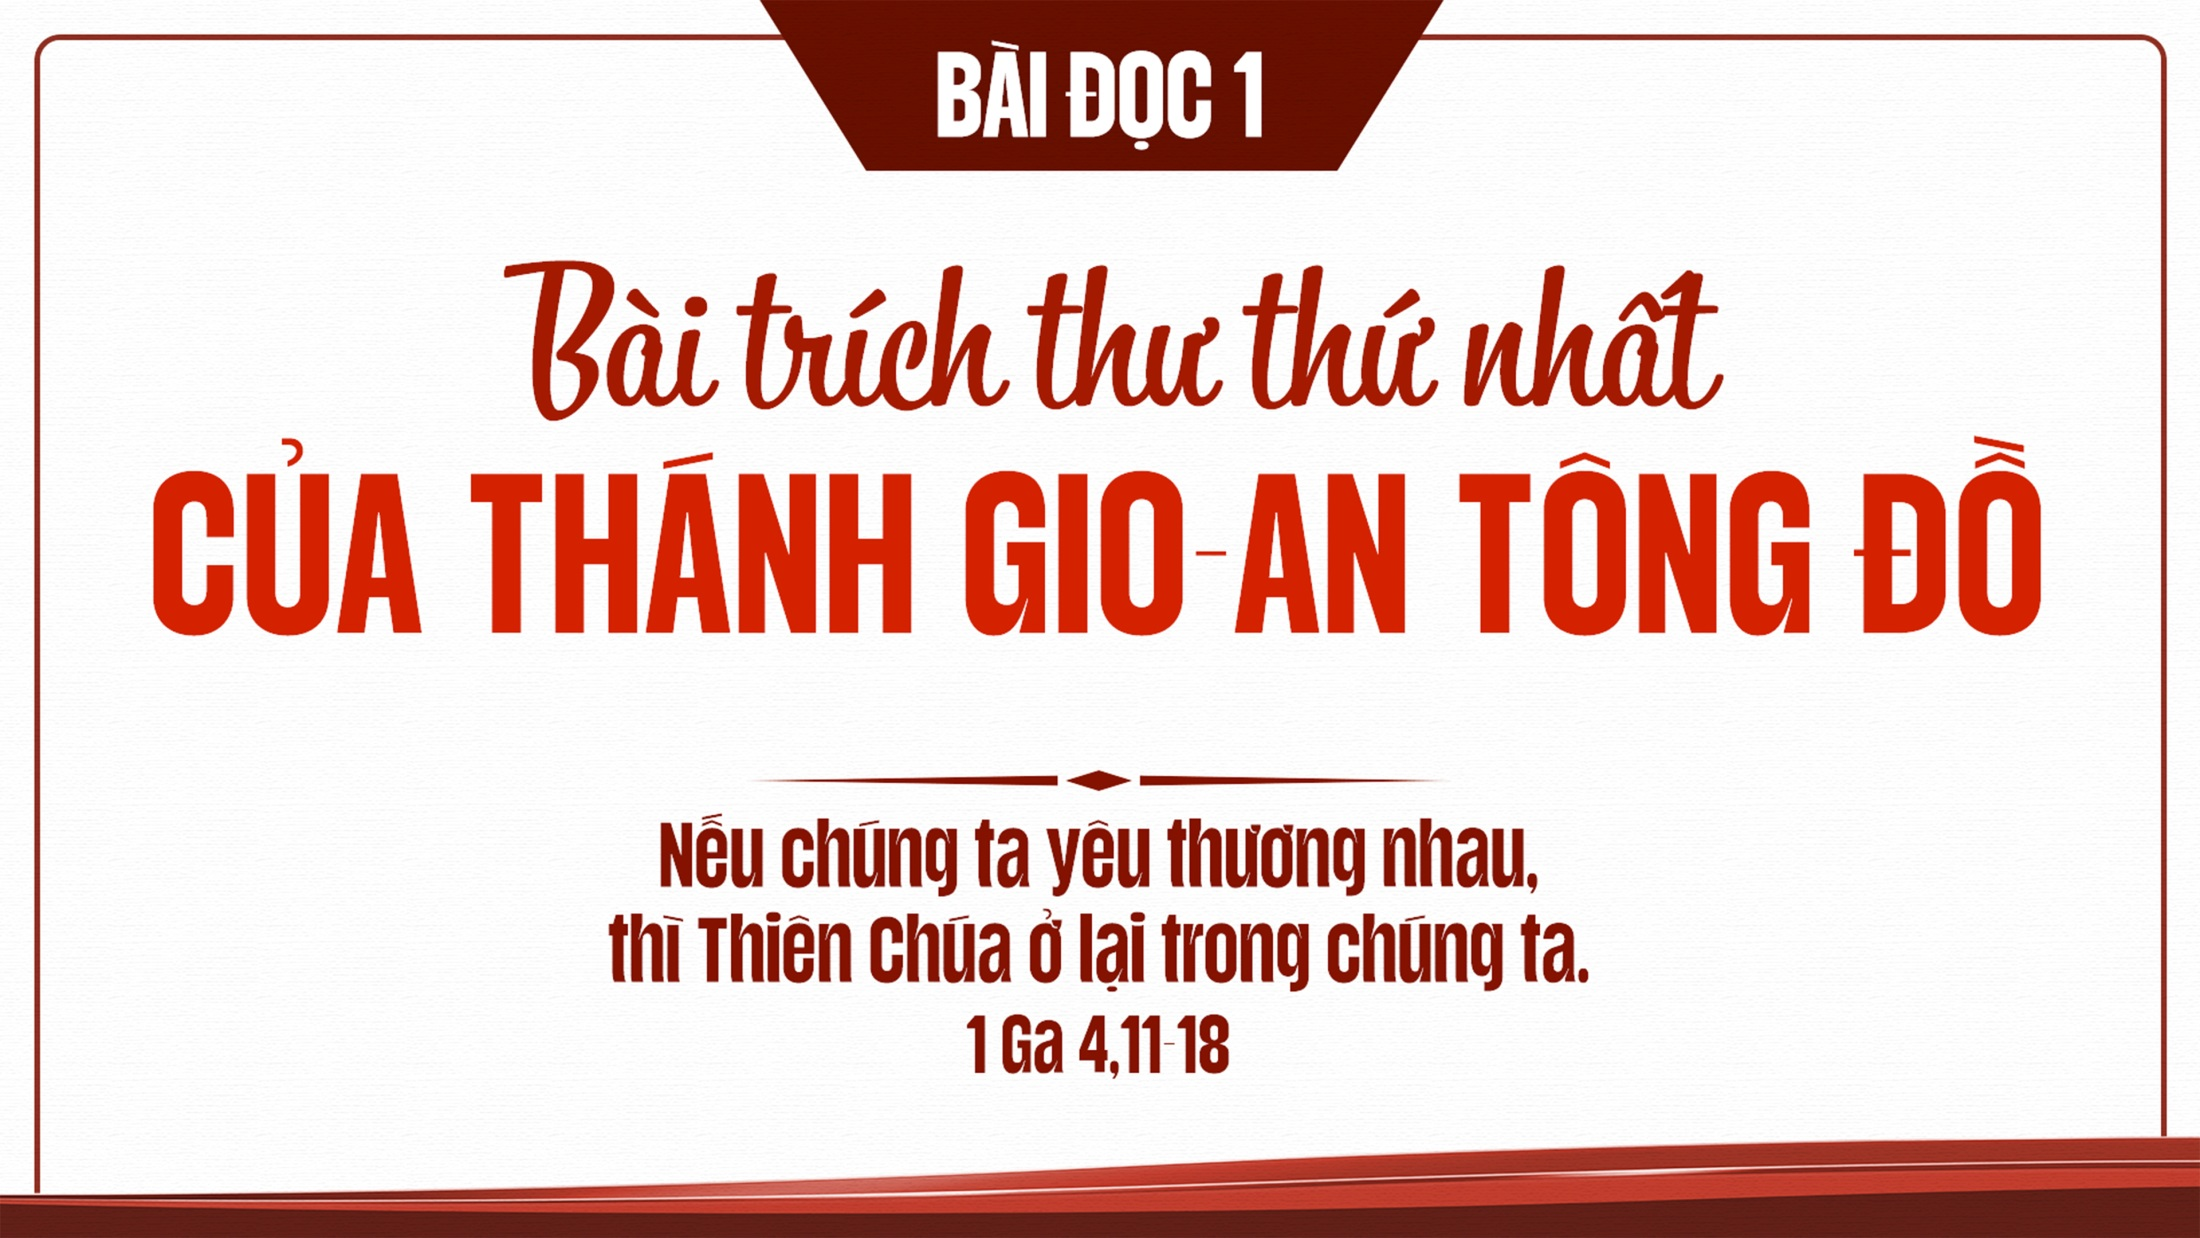 BÀI ĐỌC 1
Bài trích thư thứ nhất
CỦA THÁNH GIO-AN TÔNG ĐỒ
Nếu chúng ta yêu thương nhau,
thì Thiên Chúa ở lại trong chúng ta.
1 Ga 4,11-18